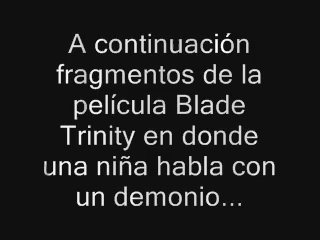 A continuación
fragmentos de la
película Blade
Trinity en donde
una niña habla con
un demonio...